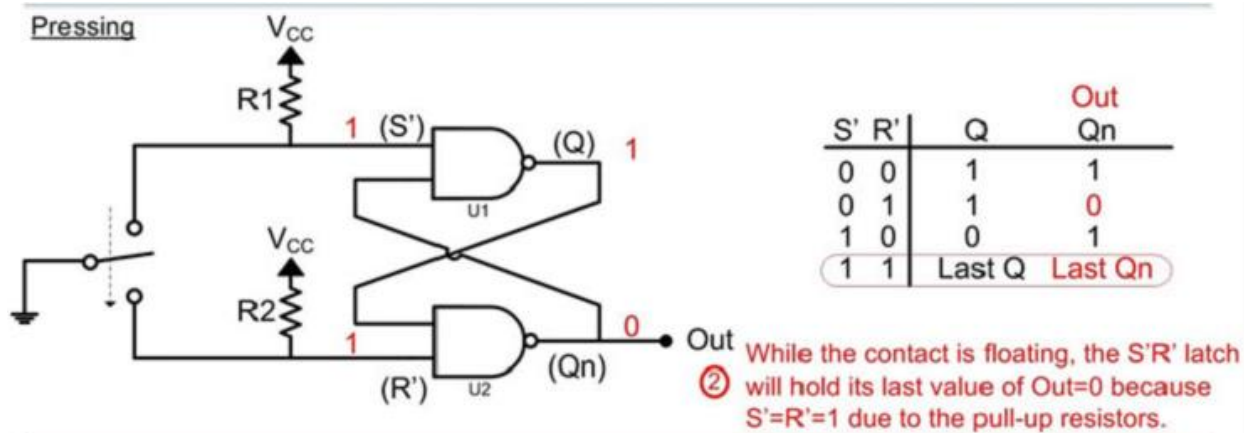 Pressing
VCC
R1
1 (S')
(Q) 1
U1
VCC
R2
1
(R')
U2
0
(Qn)
Out
Out
S' R' Q Qn
0 0 1 1
0 1 1 0
1 0 0 1
1 1 Last Q Last Qn
While the contact is floating, the S'R' latch
2 will hold its last value of Out=0 because
S'=R'=1 due to the pull-up resistors.